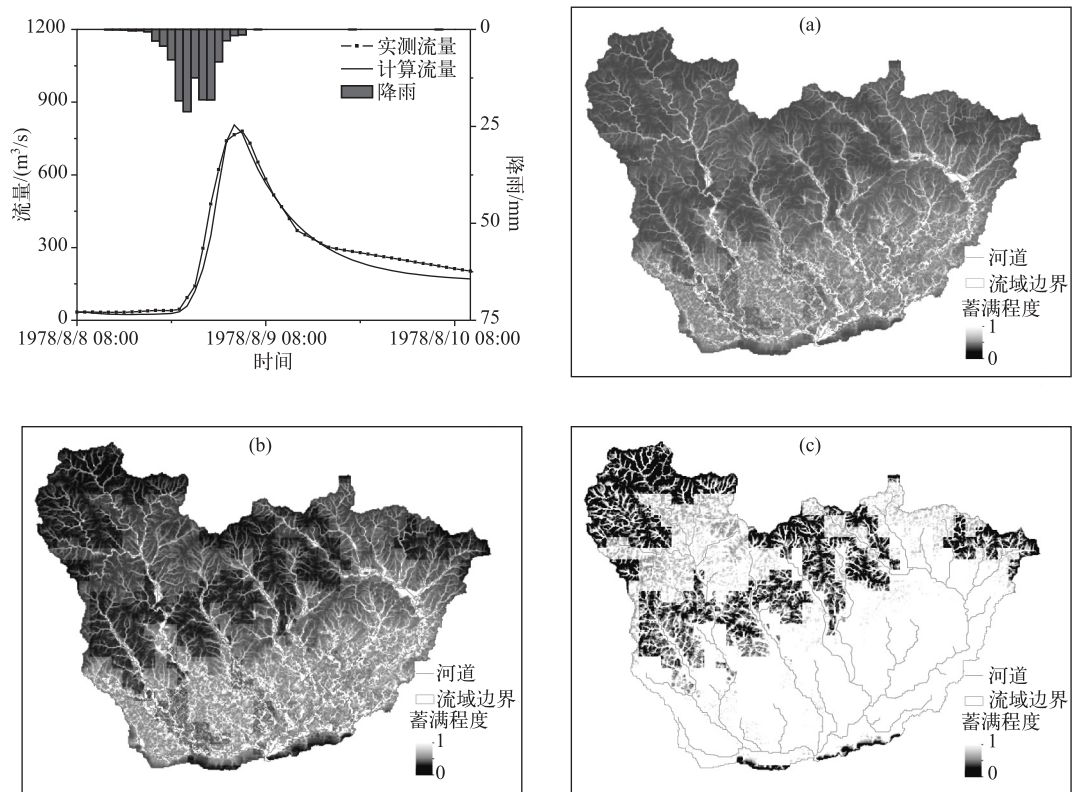 1200
900
600
300
0
流量/(m³/s)
0
25
50
75
降雨/mm
实测流量
计算流量
降雨
1978/8/8 08:00
1978/8/9 08:00
1978/8/10 08:00
时间
(a)
河道
流域边界
蓄满程度
1
0
(b)
河道
流域边界
蓄满程度
1
0
(c)
河道
流域边界
蓄满程度
1
0